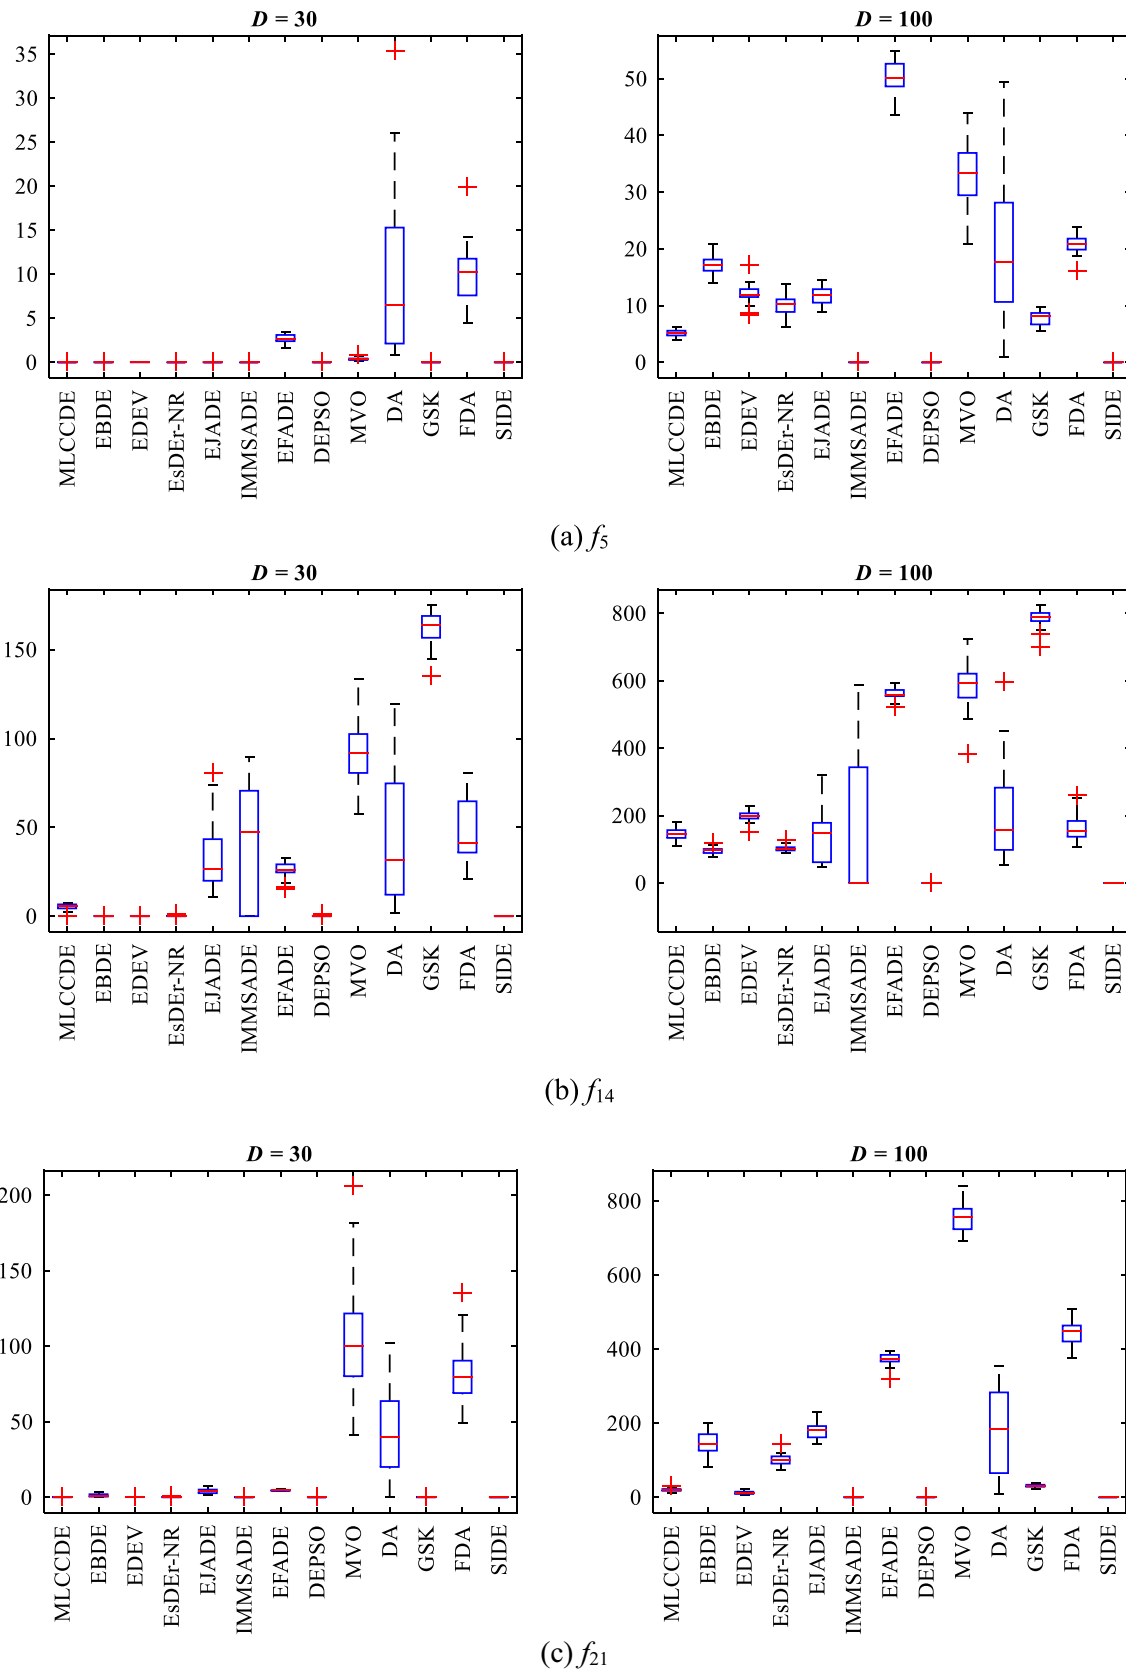 D = 30
D = 100
35
30
25
20
15
10
5
0
50
40
30
20
10
0
MLCCDE
EBDE
EDEV
EsDEr-NR
EJADE
IMMSADE
EFADE
DEPSO
MVO
DA
GSK
FDA
SIDE
MLCCDE
EBDE
EDEV
EsDEr-NR
EJADE
IMMSADE
EFADE
DEPSO
MVO
DA
GSK
FDA
SIDE
(a) f5
D = 30
D = 100
150
100
50
0
800
600
400
200
0
MLCCDE
EBDE
EDEV
EsDEr-NR
EJADE
IMMSADE
EFADE
DEPSO
MVO
DA
GSK
FDA
SIDE
MLCCDE
EBDE
EDEV
EsDEr-NR
EJADE
IMMSADE
EFADE
DEPSO
MVO
DA
GSK
FDA
SIDE
(b) f14
D = 30
D = 100
200
150
100
50
0
800
600
400
200
0
MLCCDE
EBDE
EDEV
EsDEr-NR
EJADE
IMMSADE
EFADE
DEPSO
MVO
DA
GSK
FDA
SIDE
MLCCDE
EBDE
EDEV
EsDEr-NR
EJADE
IMMSADE
EFADE
DEPSO
MVO
DA
GSK
FDA
SIDE
(c) f21